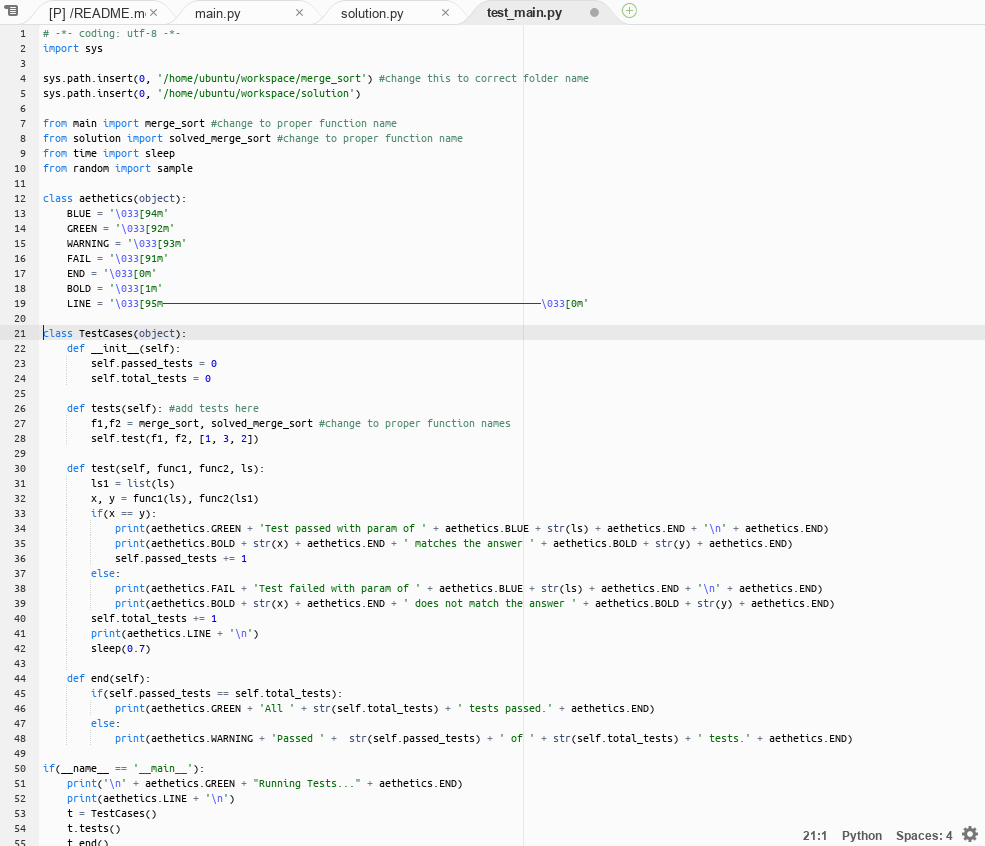 [P] /README.m × main.py × solution.py × test_main.py
1 # -*- coding: utf-8 -*-
2 import sys
3
4 sys.path.insert(0, '/home/ubuntu/workspace/merge_sort') #change this to correct folder name
5 sys.path.insert(0, '/home/ubuntu/workspace/solution')
6
7 from main import merge_sort #change to proper function name
8 from solution import solved_merge_sort #change to proper function name
9 from time import sleep
10 from random import sample
11
12 class aethetics(object):
13     BLUE = '\033[94m'
14     GREEN = '\033[92m'
15     WARNING = '\033[93m'
16     FAIL = '\033[91m'
17     END = '\033[0m'
18     BOLD = '\033[1m'
19     LINE = '\033[95m———————————————————————————————\033[0m'
20
21 class TestCases(object):
22     def __init__(self):
23         self.passed_tests = 0
24         self.total_tests = 0
25
26     def tests(self): #add tests here
27         f1,f2 = merge_sort, solved_merge_sort #change to proper function names
28         self.test(f1, f2, [1, 3, 2])
29
30     def test(self, func1, func2, ls):
31         ls1 = list(ls)
32         x, y = func1(ls), func2(ls1)
33         if(x == y):
34             print(aethetics.GREEN + 'Test passed with param of ' + aethetics.BLUE + str(ls) + aethetics.END + '\n' + aethetics.END)
35             print(aethetics.BOLD + str(x) + aethetics.END + ' matches the answer ' + aethetics.BOLD + str(y) + aethetics.END)
36             self.passed_tests += 1
37         else:
38             print(aethetics.FAIL + 'Test failed with param of ' + aethetics.BLUE + str(ls) + aethetics.END + '\n' + aethetics.END)
39             print(aethetics.BOLD + str(x) + aethetics.END + ' does not match the answer ' + aethetics.BOLD + str(y) + aethetics.END)
40         self.total_tests += 1
41         print(aethetics.LINE + '\n')
42         sleep(0.7)
43
44     def end(self):
45         if(self.passed_tests == self.total_tests):
46             print(aethetics.GREEN + 'All ' + str(self.total_tests) + ' tests passed.' + aethetics.END)
47         else:
48             print(aethetics.WARNING + 'Passed ' +  str(self.passed_tests) + ' of ' + str(self.total_tests) + ' tests.' + aethetics.END)
49
50 if(__name__ == '__main__'):
51     print('\n' + aethetics.GREEN + "Running Tests..." + aethetics.END)
52     print(aethetics.LINE + '\n')
53     t = TestCases()
54     t.tests()
55     t.end()
21:1 Python Spaces: 4